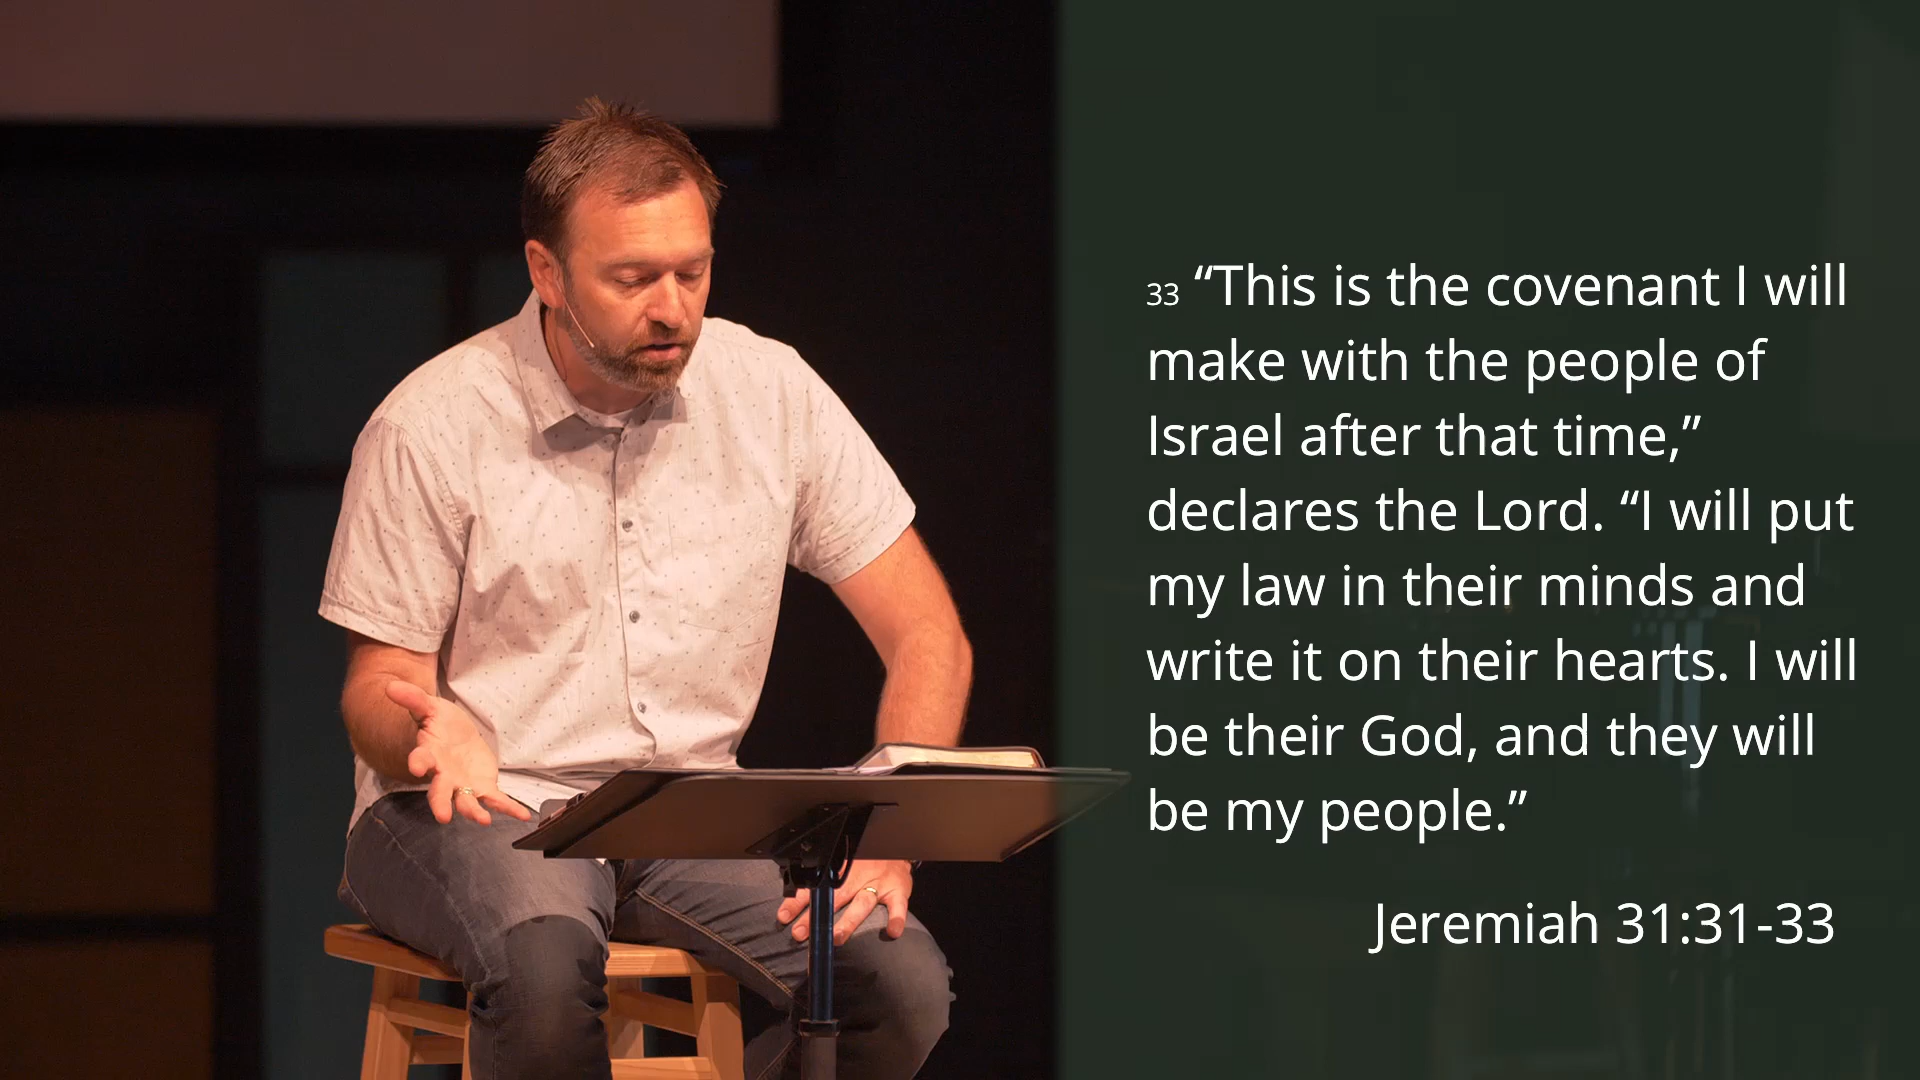 33 “This is the covenant I will
make with the people of
Israel after that time,”
declares the Lord. “I will put
my law in their minds and
write it on their hearts. I will
be their God, and they will
be my people.”
Jeremiah 31:31-33